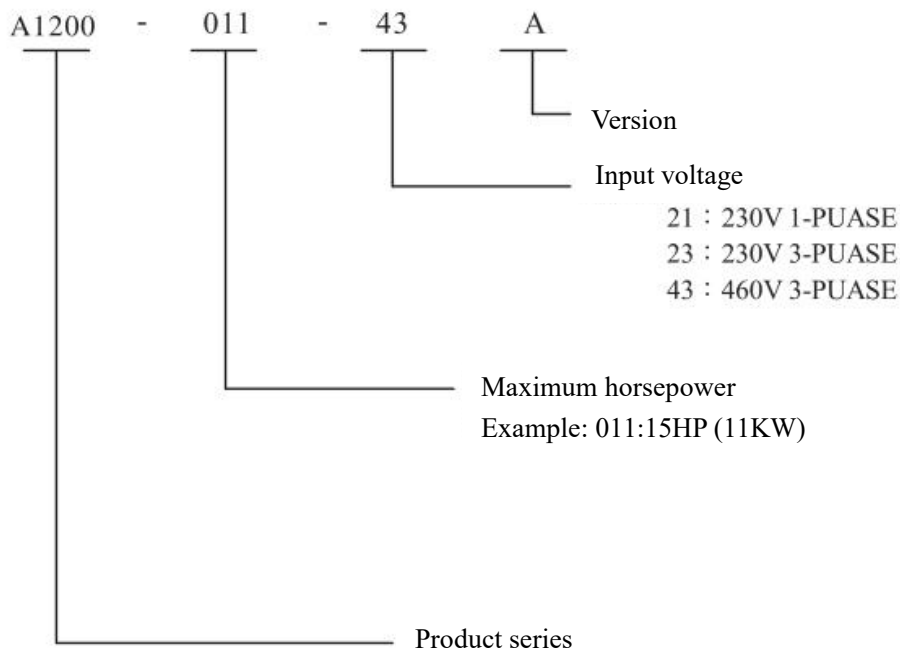 A1200 - 011 - 43 A
Version
Input voltage
21：230V 1-PUASE
23：230V 3-PUASE
43：460V 3-PUASE
Maximum horsepower
Example: 011:15HP (11KW)
Product series